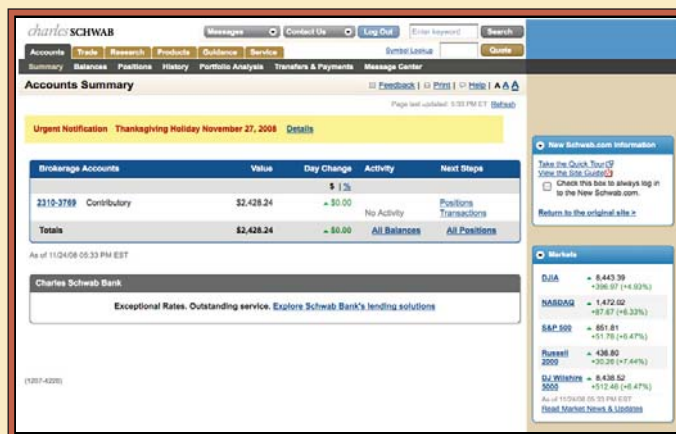 charles SCHWAB
Messages Contact Us Log Out Enter keyword Search
Accounts Trade Research Products Guidance Service Symbol Lookup Quote
Summary Balances Positions History Portfolio Analysis Transfers & Payments Message Center
Accounts Summary
Feedback | Print | Help | A A A
Page last updated: 5:33 PM ET Refresh
Urgent Notification Thanksgiving Holiday November 27, 2008 Details
Brokerage Accounts Value Day Change Activity Next Steps
$ | %
2310-3769 Contributory $2,428.24 $0.00 No Activity Positions
Transactions
Totals $2,428.24 $0.00 All Balances All Positions
As of 11/24/08 05:33 PM EST
Charles Schwab Bank
Exceptional Rates. Outstanding service. Explore Schwab Bank's lending solutions
(1207-4220)
New Schwab.com Information
Take the Quick Tour
View the Site Guide
Check this box to always log in
to the New Schwab.com.
Return to the original site >
Markets
DJIA 8,443.39
+396.97 (+4.93%)
NASDAQ 1,472.02
+87.67 (+6.33%)
S&P 500 851.81
+51.78 (+6.47%)
Russell 2000 436.80
+30.26 (+7.44%)
DJ Wilshire 5000 8,438.52
+512.46 (+6.47%)
As of 11/24/08 05:33 PM EST
Read Market News & Updates